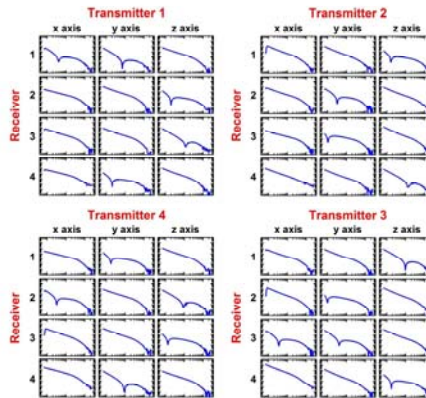 Transmitter 1
x axis y axis z axis
Receiver
1
2
3
4
Transmitter 2
x axis y axis z axis
Receiver
1
2
3
4
Transmitter 4
x axis y axis z axis
Receiver
1
2
3
4
Transmitter 3
x axis y axis z axis
Receiver
1
2
3
4